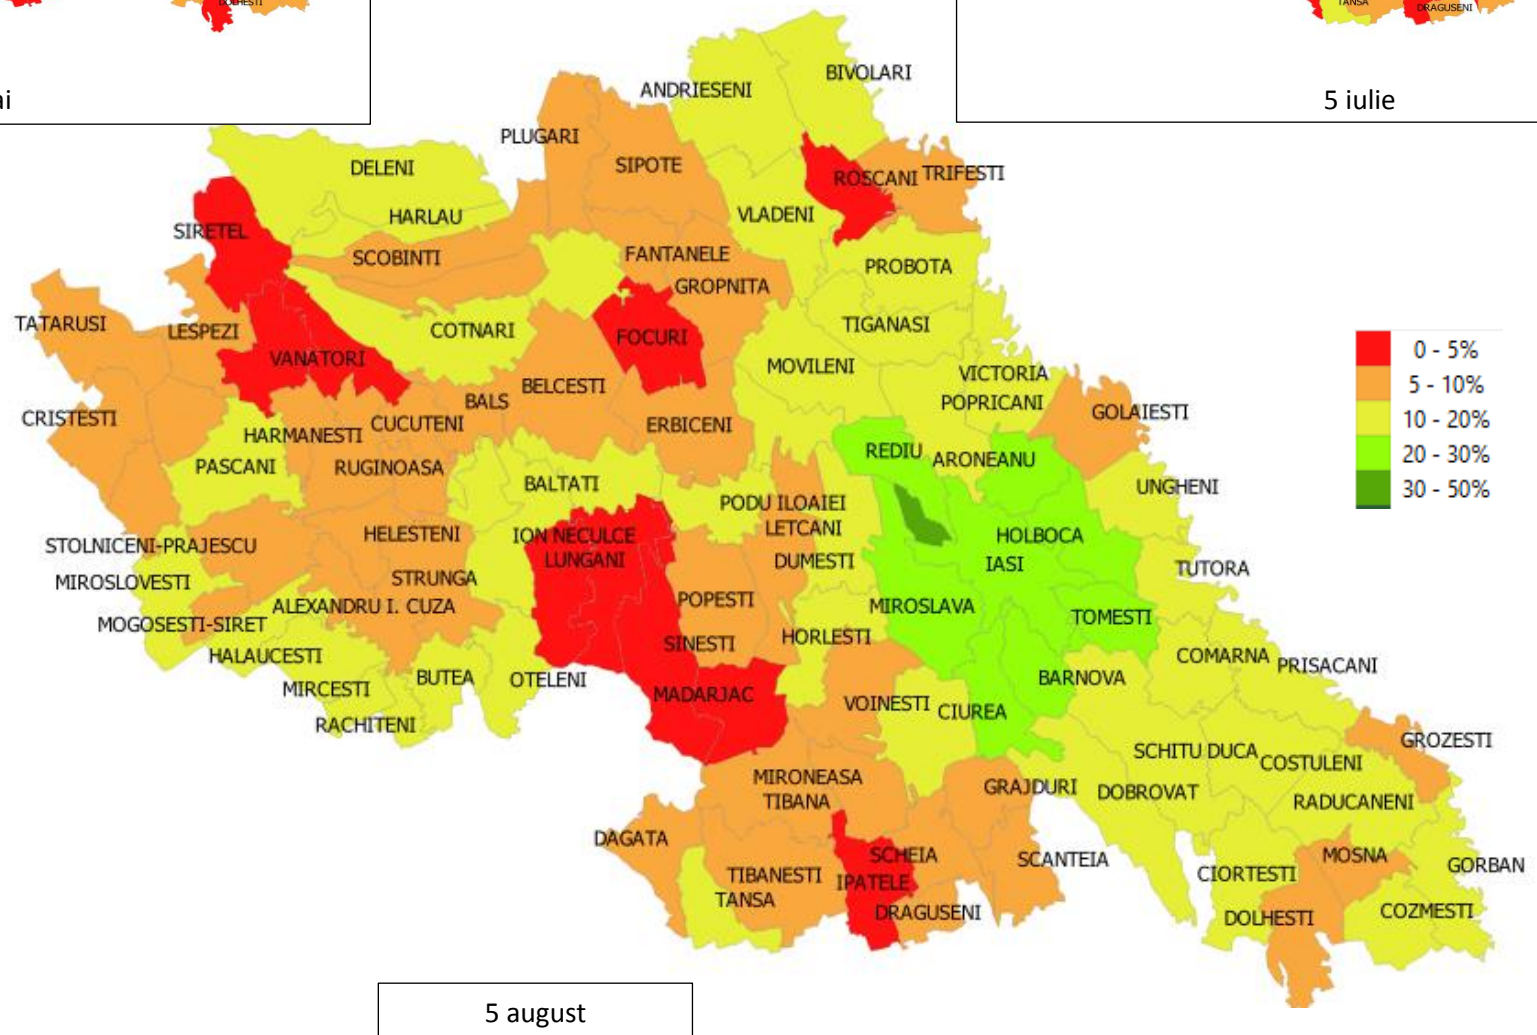 DOLHESTI
TANSA
DRAGUSENI
5 iulie
BIVOLARI
ANDRIESENI
PLUGARI
SIPOTE
DELENI
ROSCANI
TRIFESTI
HARLAU
VLADENI
SIRETEL
SCOBINTI
FANTANELE
PROBOTA
GROPNITA
TATARUSI
LESPEZI
COTNARI
FOCURI
TIGANASI
VANATORI
MOVILENI
VICTORIA
BELCESTI
BALS
POPRICANI
CRISTESTI
CUCUTENI
ERBICENI
GOLAIESTI
HARMANESTI
REDIU
ARONEANU
PASCANI
RUGINOASA
BALTATI
UNGHENI
PODU ILOAIEI
LETCANI
HELESTENI
ION NECULCE
HOLBOCA
STOLNICENI-PRAJESCU
LUNGANI
DUMESTI
IASI
TUTORA
MIROSLOVESTI
STRUNGA
POPESTI
MIROSLAVA
TOMESTI
ALEXANDRU I. CUZA
MOGOSESTI-SIRET
SINESTI
HORLESTI
HALAUCESTI
COMARNA
PRISACANI
MIRCESTI
BUTEA
OTELENI
MADARJAC
BARNOVA
VOINESTI
CIUREA
RACHITENI
GROZESTI
SCHITU DUCA
COSTULENI
MIRONEASA
GRAJDURI
DOBROVAT
TIBANA
RADUCANENI
DAGATA
SCHEIA
SCANTEIA
MOSNA
GORBAN
TIBANESTI
IPATELE
CIORTESTI
TANSA
DRAGUSENI
DOLHESTI
COZMESTI
0 - 5%
5 - 10%
10 - 20%
20 - 30%
30 - 50%
5 august